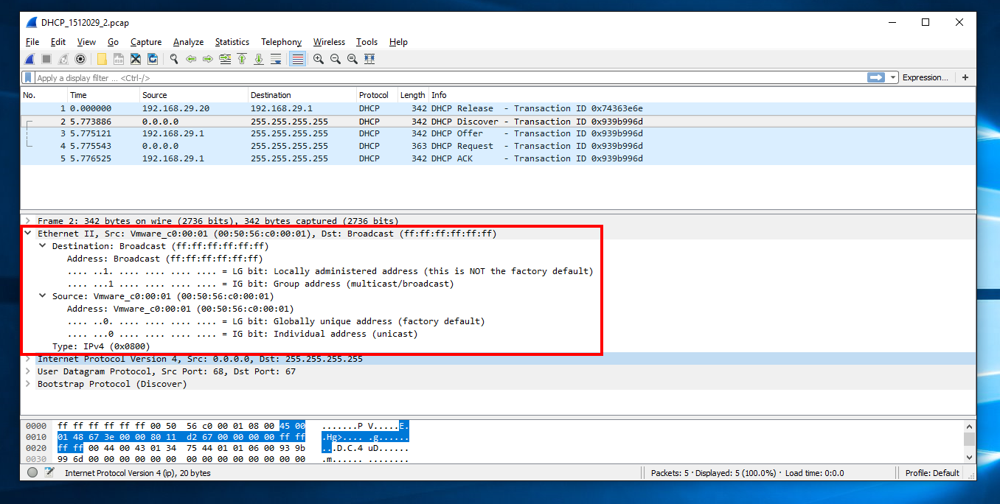 DHCP_1512029_2.pcap
File Edit View Go Capture Analyze Statistics Telephony Wireless Tools Help
Apply a display filter ... <Ctrl-/> Expression... +
No. Time Source Destination Protocol Length Info
1 0.000000 192.168.29.20 192.168.29.1 DHCP 342 DHCP Release - Transaction ID 0x74363e6e
2 5.773886 0.0.0.0 255.255.255.255 DHCP 342 DHCP Discover - Transaction ID 0x939b996d
3 5.775121 192.168.29.1 255.255.255.255 DHCP 342 DHCP Offer - Transaction ID 0x939b996d
4 5.775543 0.0.0.0 255.255.255.255 DHCP 363 DHCP Request - Transaction ID 0x939b996d
5 5.776525 192.168.29.1 255.255.255.255 DHCP 342 DHCP ACK - Transaction ID 0x939b996d
Frame 2: 342 bytes on wire (2736 bits), 342 bytes captured (2736 bits)
Ethernet II, Src: Vmware_c0:00:01 (00:50:56:c0:00:01), Dst: Broadcast (ff:ff:ff:ff:ff:ff)
Destination: Broadcast (ff:ff:ff:ff:ff:ff)
Address: Broadcast (ff:ff:ff:ff:ff:ff)
.... ..1. .... .... .... .... = LG bit: Locally administered address (this is NOT the factory default)
.... ...1 .... .... .... .... = IG bit: Group address (multicast/broadcast)
Source: Vmware_c0:00:01 (00:50:56:c0:00:01)
Address: Vmware_c0:00:01 (00:50:56:c0:00:01)
.... ..0. .... .... .... .... = LG bit: Globally unique address (factory default)
.... ...0 .... .... .... .... = IG bit: Individual address (unicast)
Type: IPv4 (0x0800)
Internet Protocol Version 4, Src: 0.0.0.0, Dst: 255.255.255.255
User Datagram Protocol, Src Port: 68, Dst Port: 67
Bootstrap Protocol (Discover)
0000 ff ff ff ff ff ff 00 50 56 c0 00 01 08 00 45 00 .......P V.....E.
0010 01 48 67 3e 00 00 80 11 d2 67 00 00 00 00 ff ff .Hg>.... .g......
0020 ff ff 00 44 00 43 01 34 75 44 01 01 06 00 93 9b ...D.C.4 uD......
0030 99 6d 00 00 00 00 00 00 00 00 00 00 00 00 00 00 .m...... ........
Internet Protocol Version 4 (ip), 20 bytes Packets: 5 · Displayed: 5 (100.0%) · Load time: 0:0.0 Profile: Default